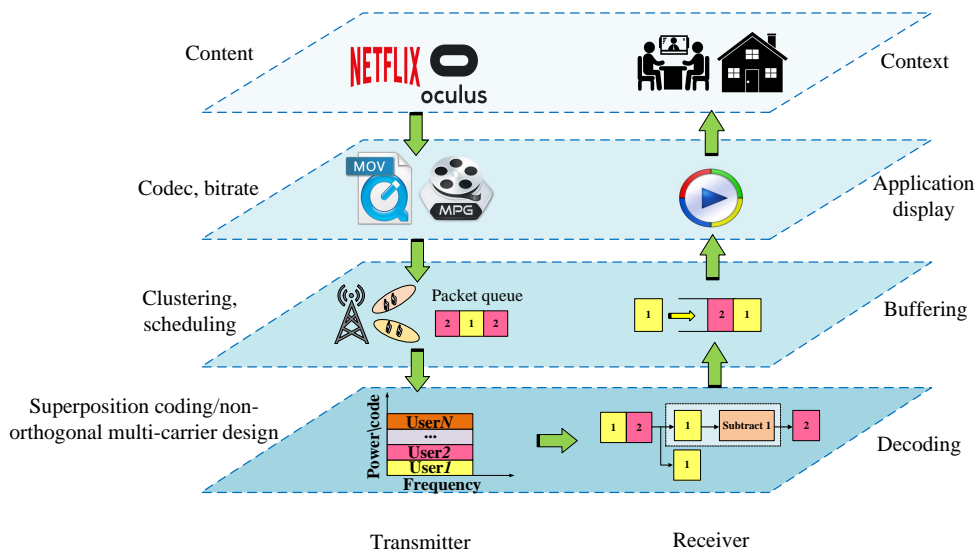 Content
NETFLIX
oculus
Context
Codec, bitrate
MOV
MPG
Application
display
Clustering,
scheduling
Packet queue
2 1 2
1
2 1
Buffering
Superposition coding/non-
orthogonal multi-carrier design
Power\code
UserN
...
User2
User1
Frequency
1 2
1
Subtract 1
2
1
Decoding
Transmitter
Receiver